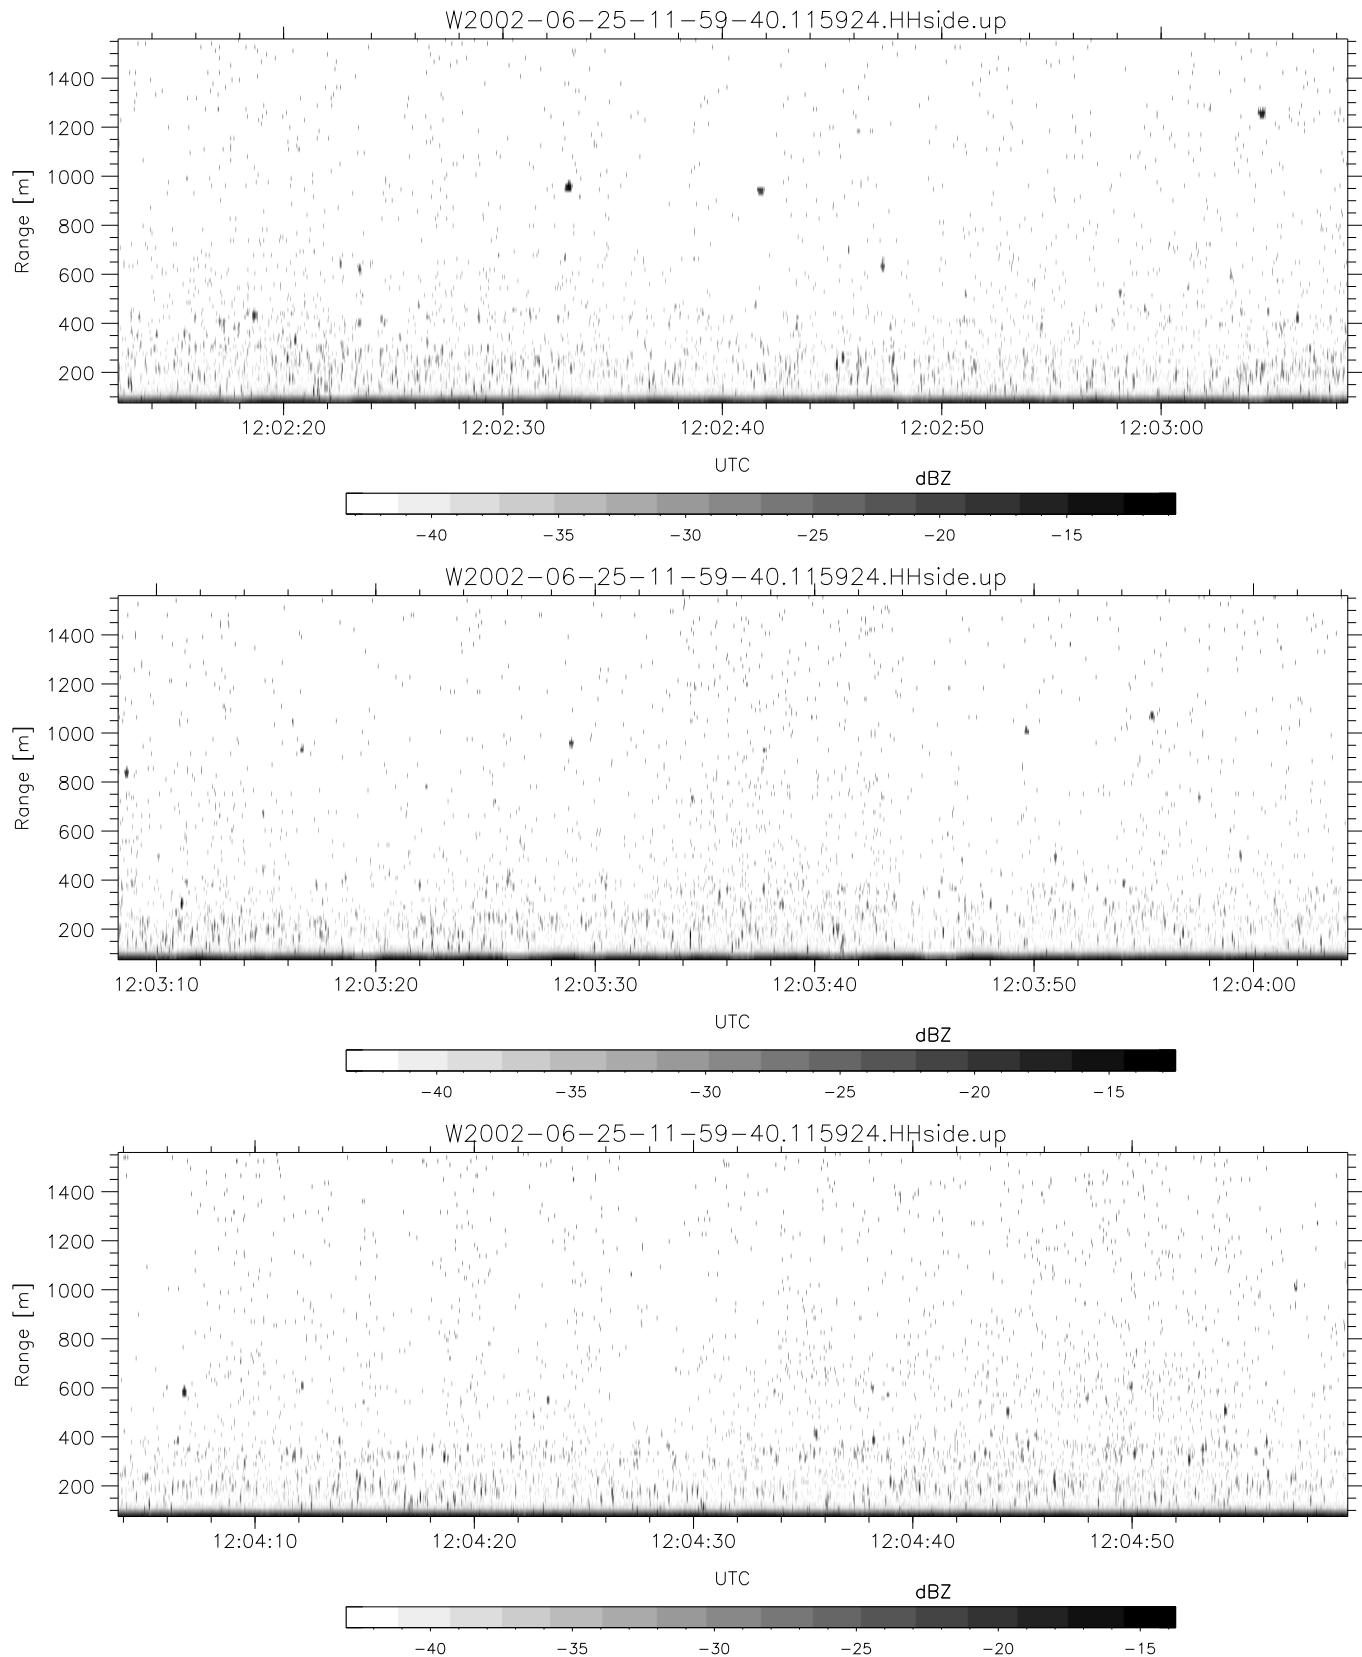 W2002-06-25-11-59-40.115924.HHside.up
1400
1200
1000
800
600
400
200
Range [m]
12:02:20 12:02:30 12:02:40 12:02:50 12:03:00
UTC
dBZ
-40 -35 -30 -25 -20 -15
W2002-06-25-11-59-40.115924.HHside.up
1400
1200
1000
800
600
400
200
Range [m]
12:03:10 12:03:20 12:03:30 12:03:40 12:03:50 12:04:00
UTC
dBZ
-40 -35 -30 -25 -20 -15
W2002-06-25-11-59-40.115924.HHside.up
1400
1200
1000
800
600
400
200
Range [m]
12:04:10 12:04:20 12:04:30 12:04:40 12:04:50
UTC
dBZ
-40 -35 -30 -25 -20 -15